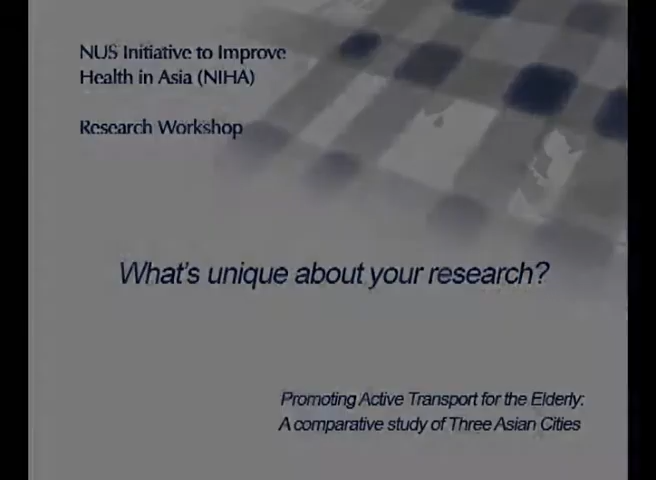 NUS Initiative to Improve
Health in Asia (NIHA)
Research Workshop
What's unique about your research?
Promoting Active Transport for the Elderly:
A comparative study of Three Asian Cities